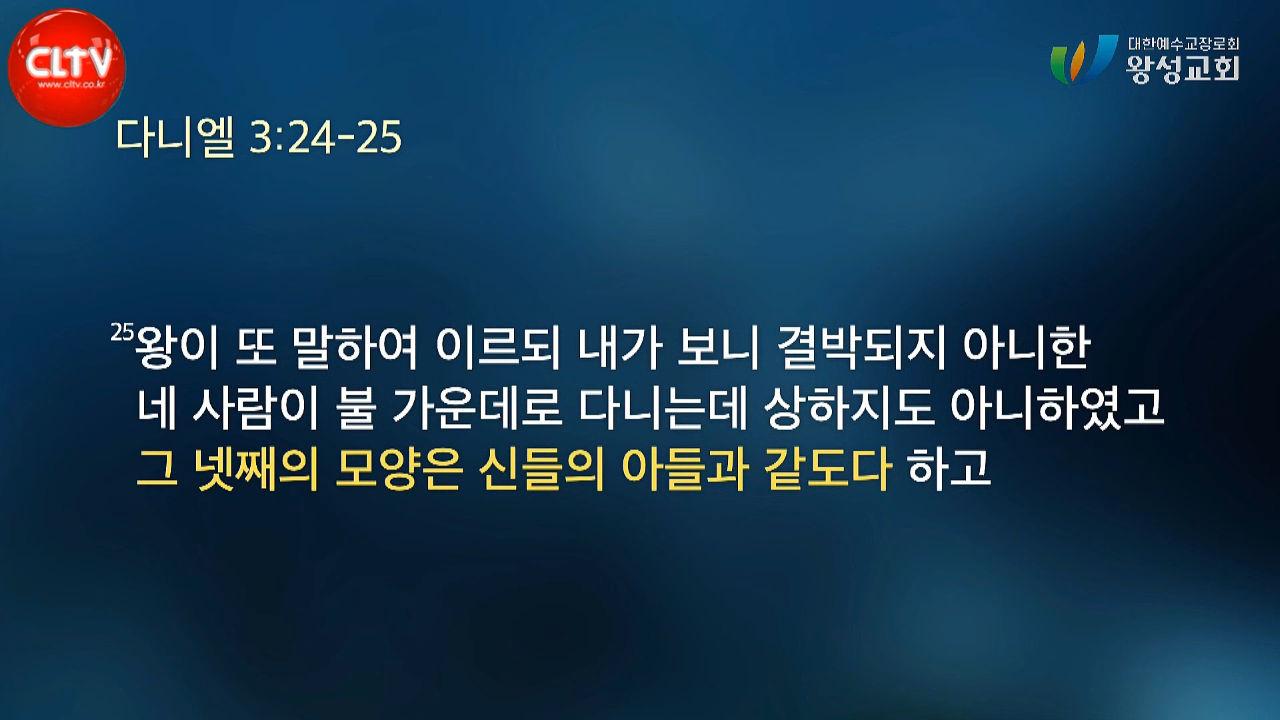 CLTV
www.cltv.co.kr
대한예수교장로회
왕성교회
다니엘 3:24-25
25왕이 또 말하여 이르되 내가 보니 결박되지 아니한
네 사람이 불 가운데로 다니는데 상하지도 아니하였고
그 넷째의 모양은 신들의 아들과 같도다 하고